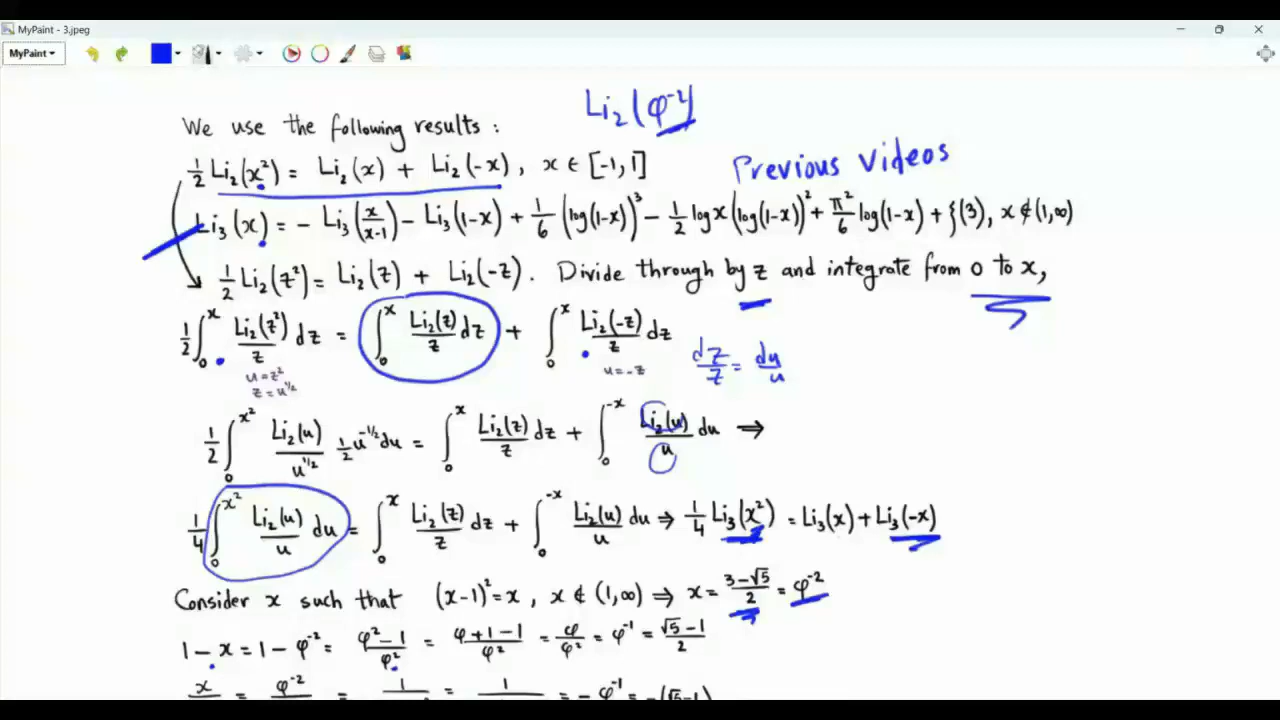 MyPaint - 3.jpeg
MyPaint
Li₂(φ⁻²)
We use the following results :
½ Li₂(x²) = Li₂(x) + Li₂(-x), x ∈ [-1, 1]
Previous Videos
Li₃(x) = - Li₃(x/(x-1)) - Li₃(1-x) + 1/6 (log(1-x))³ - ½ log x (log(1-x))² + π²/6 log(1-x) + ζ(3), x ∉ (1,∞)
½ Li₂(z²) = Li₂(z) + Li₂(-z). Divide through by z and integrate from 0 to x,
½ ∫₀ˣ Li₂(z²)/z dz = ∫₀ˣ Li₂(z)/z dz + ∫₀ˣ Li₂(-z)/z dz
u = z²
z = u^(1/2)
u = -z
dz/z = du/u
½ ∫₀^(x²) Li₂(u)/u^(1/2) ½ u^(-1/2) du = ∫₀ˣ Li₂(z)/z dz + ∫₀^(-x) Li₂(u)/u du ⇒
¼ ∫₀^(x²) Li₂(u)/u du = ∫₀ˣ Li₂(z)/z dz + ∫₀^(-x) Li₂(u)/u du ⇒ ¼ Li₃(x²) = Li₃(x) + Li₃(-x)
Consider x such that (x-1)² = x, x ∉ (1,∞) ⇒ x = (3-√5)/2 = φ⁻²
1-x = 1-φ⁻² = (φ²-1)/φ² = (φ+1-1)/φ² = φ/φ² = φ⁻¹ = (√5-1)/2